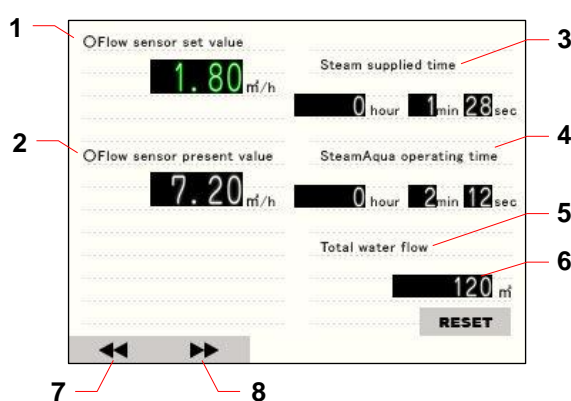 1
○Flow sensor set value
1.80 m³/h
2
○Flow sensor present value
7.20 m³/h
3
Steam supplied time
0 hour 1 min 28 sec
4
SteamAqua operating time
0 hour 2 min 12 sec
5
Total water flow
6
120 m³
RESET
7
8